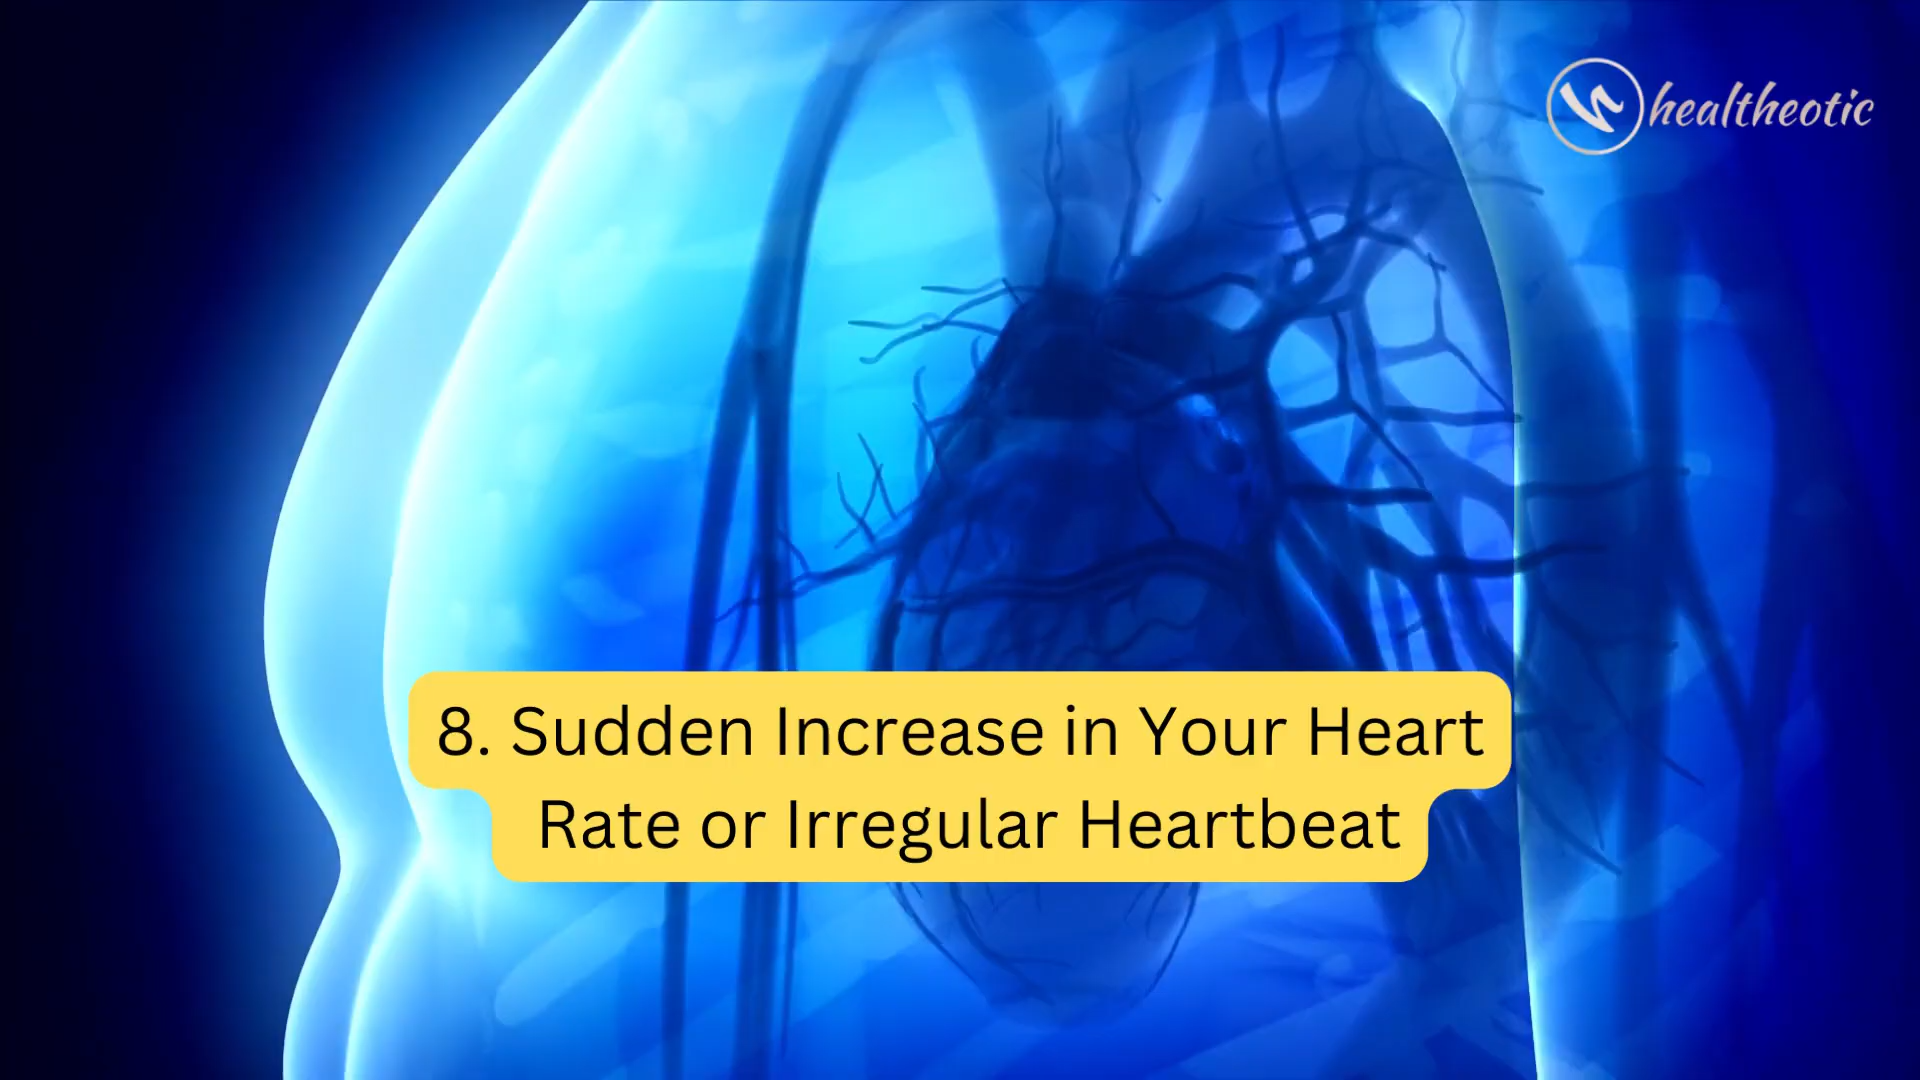 healtheotic
8. Sudden Increase in Your Heart
Rate or Irregular Heartbeat